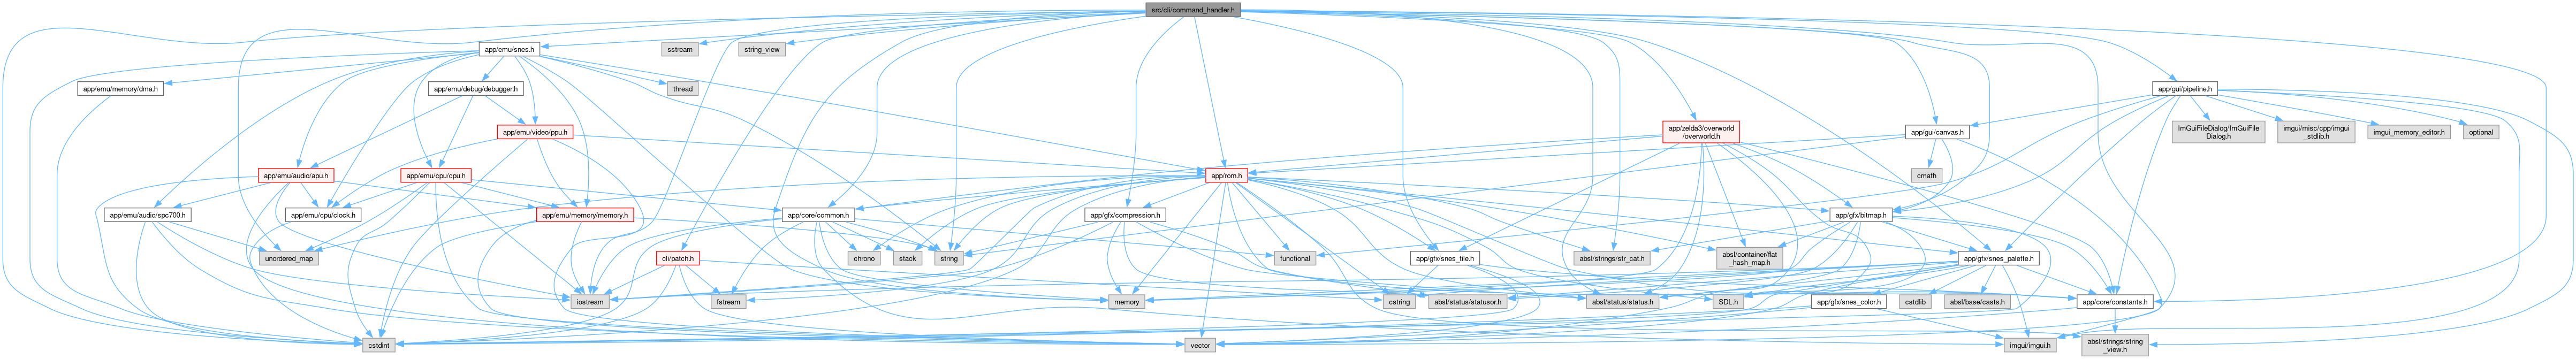 src/cli/command_handler.h
app/emu/snes.h
sstream
string_view
app/emu/memory/dma.h
app/emu/debug/debugger.h
thread
app/gui/pipeline.h
app/emu/video/ppu.h
app/zelda3/overworld
/overworld.h
app/gui/canvas.h
ImGuiFileDialog/ImGuiFile
Dialog.h
imgui/misc/cpp/imgui
_stdlib.h
imgui_memory_editor.h
optional
app/emu/audio/apu.h
app/emu/cpu/cpu.h
app/rom.h
cmath
app/emu/audio/spc700.h
app/emu/cpu/clock.h
app/emu/memory/memory.h
app/core/common.h
app/gfx/compression.h
app/gfx/bitmap.h
unordered_map
cli/patch.h
chrono
stack
string
functional
app/gfx/snes_tile.h
absl/strings/str_cat.h
absl/container/flat
_hash_map.h
app/gfx/snes_palette.h
iostream
fstream
memory
cstring
absl/status/statusor.h
absl/status/status.h
SDL.h
app/gfx/snes_color.h
cstdlib
absl/base/casts.h
app/core/constants.h
cstdint
vector
imgui/imgui.h
absl/strings/string
_view.h